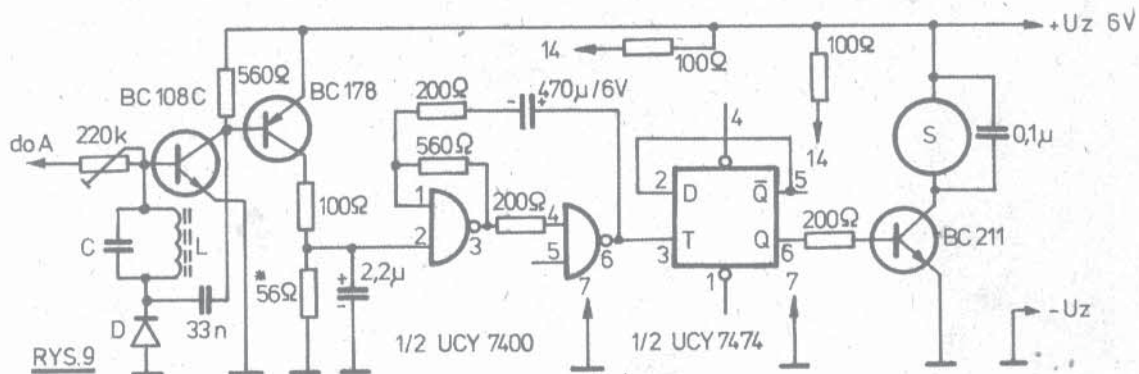 +Uz 6V
14
100Ω
100Ω
14
560Ω
BC 108C
BC 178
do A
220k
C
L
D
33n
100Ω
*
56Ω
2,2μ
+
-
200Ω
- +
470μ/6V
560Ω
1
2
3
200Ω
4
5
6
7
1/2 UCY 7400
4
2
D
Q̅
5
T
3
Q
6
1
7
1/2 UCY 7474
200Ω
S
0,1μ
BC 211
-Uz
RYS.9